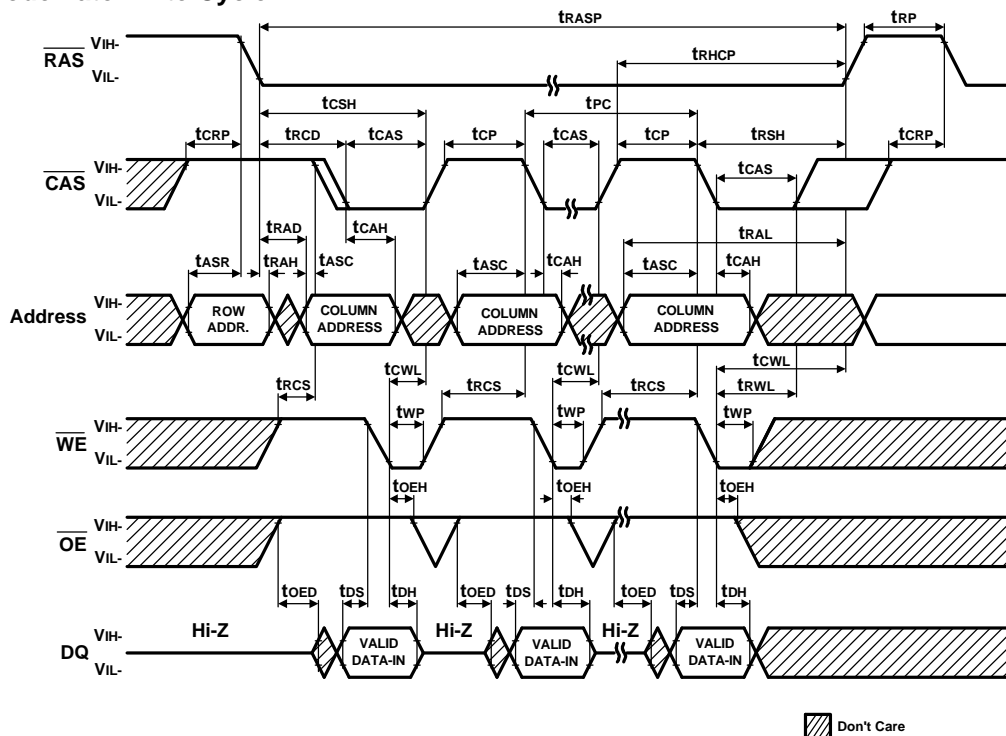 tRASP
tRP
RAS
VIH-
VIL-
tRHCP
tCSH
tPC
tCRP
tRCD
tCAS
tCP
tCAS
tCP
tRSH
tCRP
CAS
VIH-
VIL-
tCAS
tRAD
tCAH
tRAL
tASR
tRAH
tASC
tASC
tCAH
tASC
tCAH
Address
VIH-
VIL-
ROW
ADDR.
COLUMN
ADDRESS
COLUMN
ADDRESS
COLUMN
ADDRESS
tCWL
tCWL
tCWL
tRCS
tRCS
tRCS
tRWL
tWP
tWP
tWP
WE
VIH-
VIL-
tOEH
tOEH
tOEH
OE
VIH-
VIL-
tOED
tDS
tDH
tOED
tDS
tDH
tOED
tDS
tDH
DQ
VIH-
VIL-
Hi-Z
VALID
DATA-IN
Hi-Z
VALID
DATA-IN
Hi-Z
VALID
DATA-IN
Don't Care